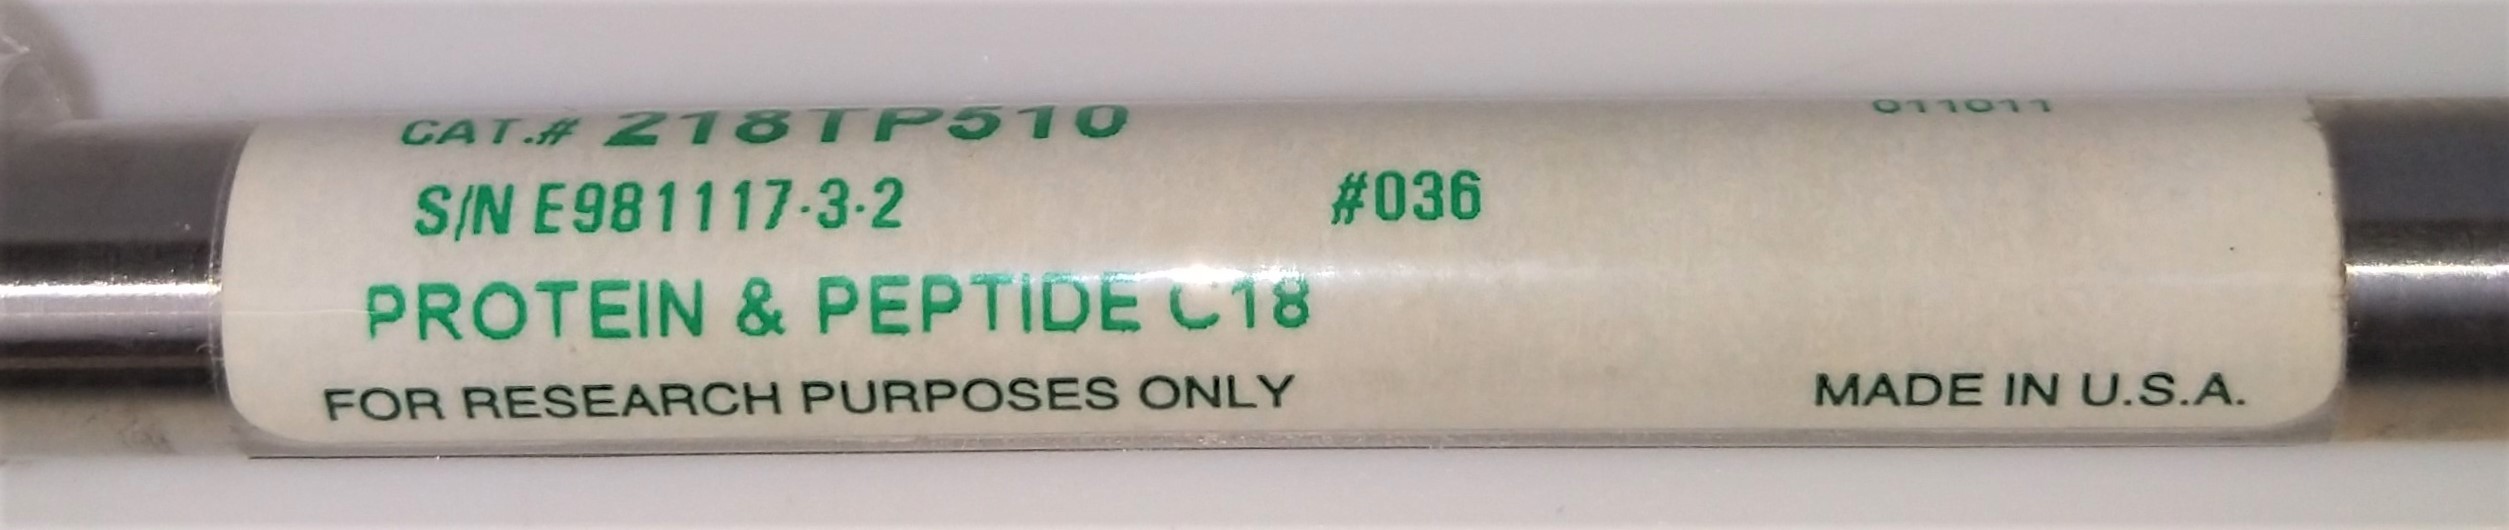 CAT.# 218TP510 011011
S/N E981117-3-2 #036
PROTEIN & PEPTIDE C18
FOR RESEARCH PURPOSES ONLY MADE IN U.S.A.